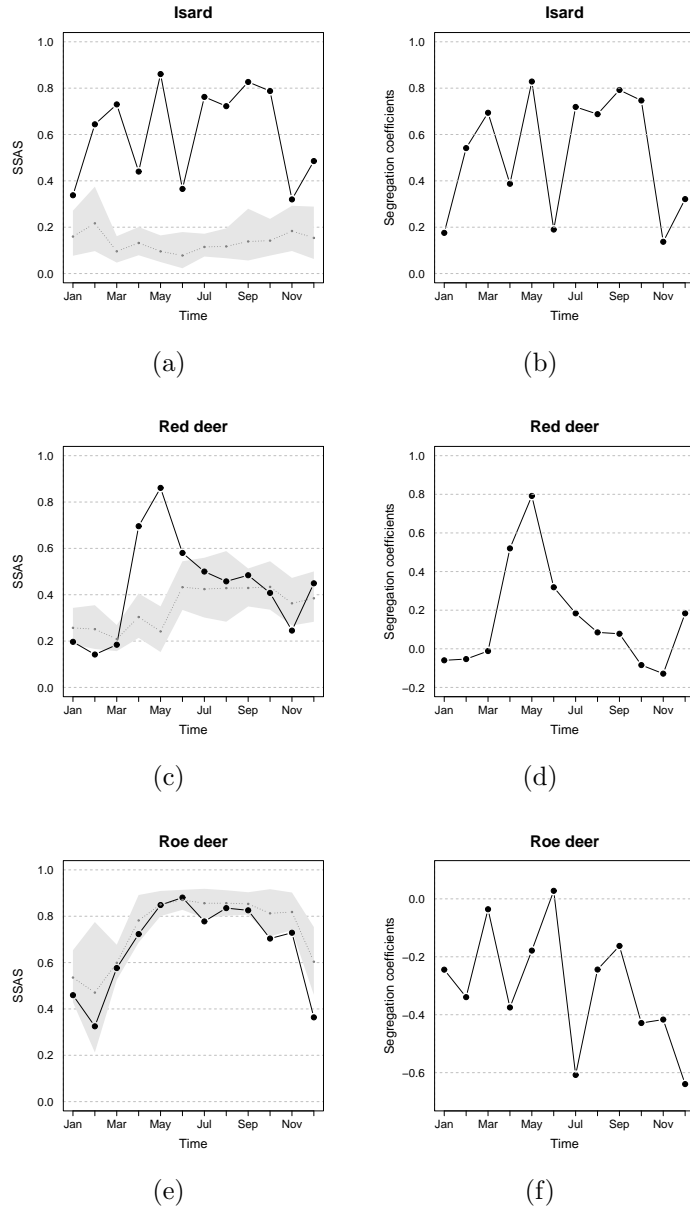 Isard
1.0
0.8
0.6
0.4
0.2
0.0
SSAS
Jan Mar May Jul Sep Nov
Time
(a)
Isard
1.0
0.8
0.6
0.4
0.2
0.0
Segregation coefficients
Jan Mar May Jul Sep Nov
Time
(b)
Red deer
1.0
0.8
0.6
0.4
0.2
0.0
SSAS
Jan Mar May Jul Sep Nov
Time
(c)
Red deer
1.0
0.8
0.6
0.4
0.2
0.0
−0.2
Segregation coefficients
Jan Mar May Jul Sep Nov
Time
(d)
Roe deer
1.0
0.8
0.6
0.4
0.2
0.0
SSAS
Jan Mar May Jul Sep Nov
Time
(e)
Roe deer
0.0
−0.2
−0.4
−0.6
Segregation coefficients
Jan Mar May Jul Sep Nov
Time
(f)